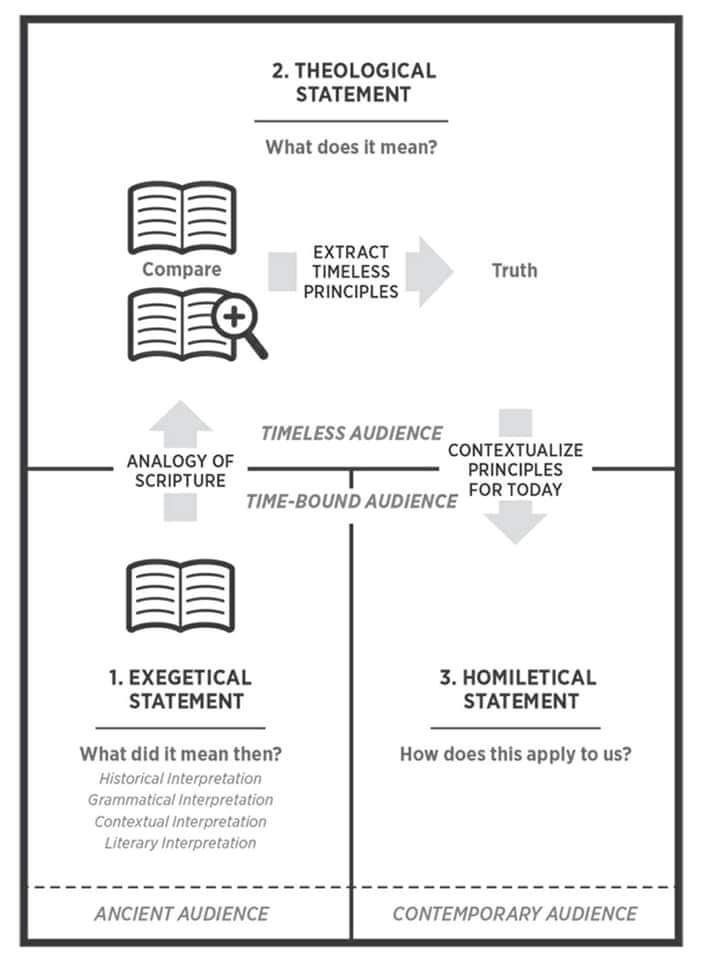 2. THEOLOGICAL
STATEMENT
What does it mean?
Compare
EXTRACT
TIMELESS
PRINCIPLES
Truth
TIMELESS AUDIENCE
ANALOGY OF
SCRIPTURE
CONTEXTUALIZE
PRINCIPLES
FOR TODAY
TIME-BOUND AUDIENCE
1. EXEGETICAL
STATEMENT
What did it mean then?
Historical Interpretation
Grammatical Interpretation
Contextual Interpretation
Literary Interpretation
ANCIENT AUDIENCE
3. HOMILETICAL
STATEMENT
How does this apply to us?
CONTEMPORARY AUDIENCE